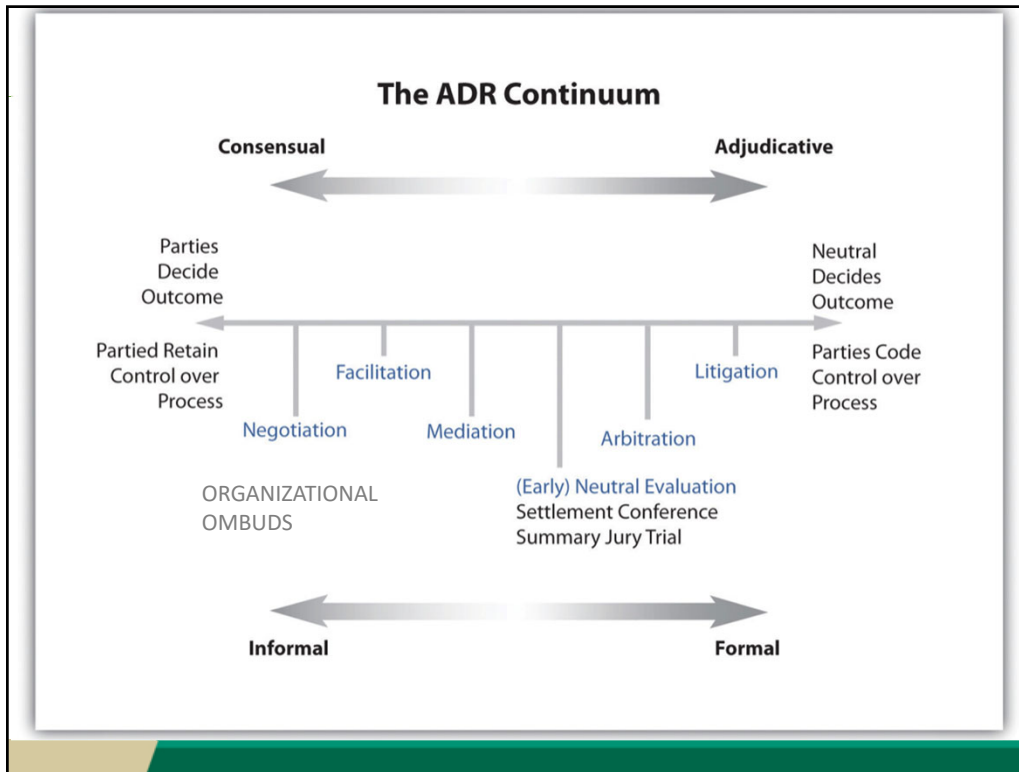 The ADR Continuum
Consensual
Adjudicative
Parties
Decide
Outcome
Neutral
Decides
Outcome
Partied Retain
Control over
Process
Parties Code
Control over
Process
Facilitation
Litigation
Negotiation
Mediation
Arbitration
ORGANIZATIONAL
OMBUDS
(Early) Neutral Evaluation
Settlement Conference
Summary Jury Trial
Informal
Formal